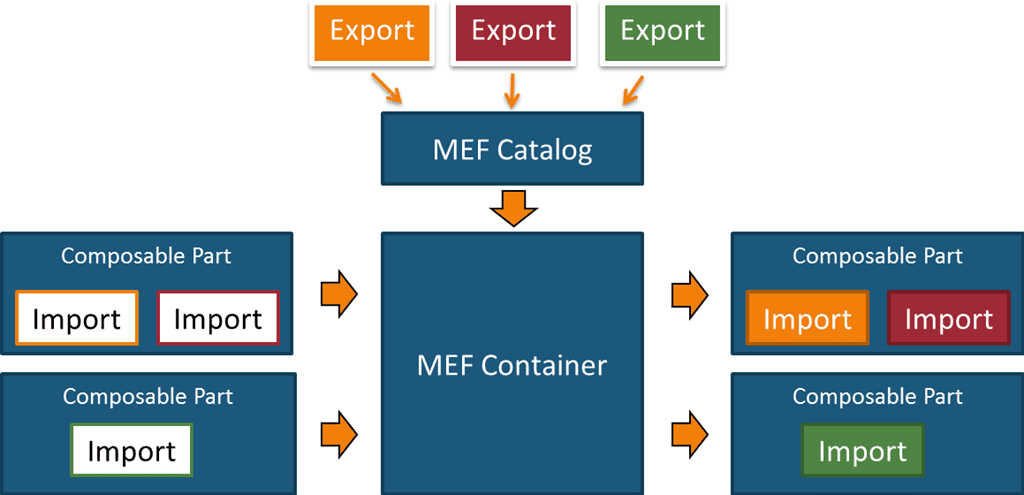 Export
Export
Export
MEF Catalog
Composable Part
Import
Import
Composable Part
Import
MEF Container
Composable Part
Import
Import
Composable Part
Import